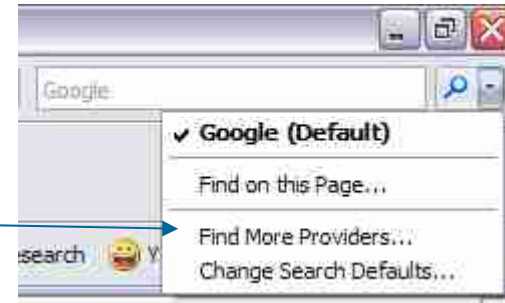 Google
✓ Google (Default)
Find on this Page...
Find More Providers...
Change Search Defaults...
esearch Y